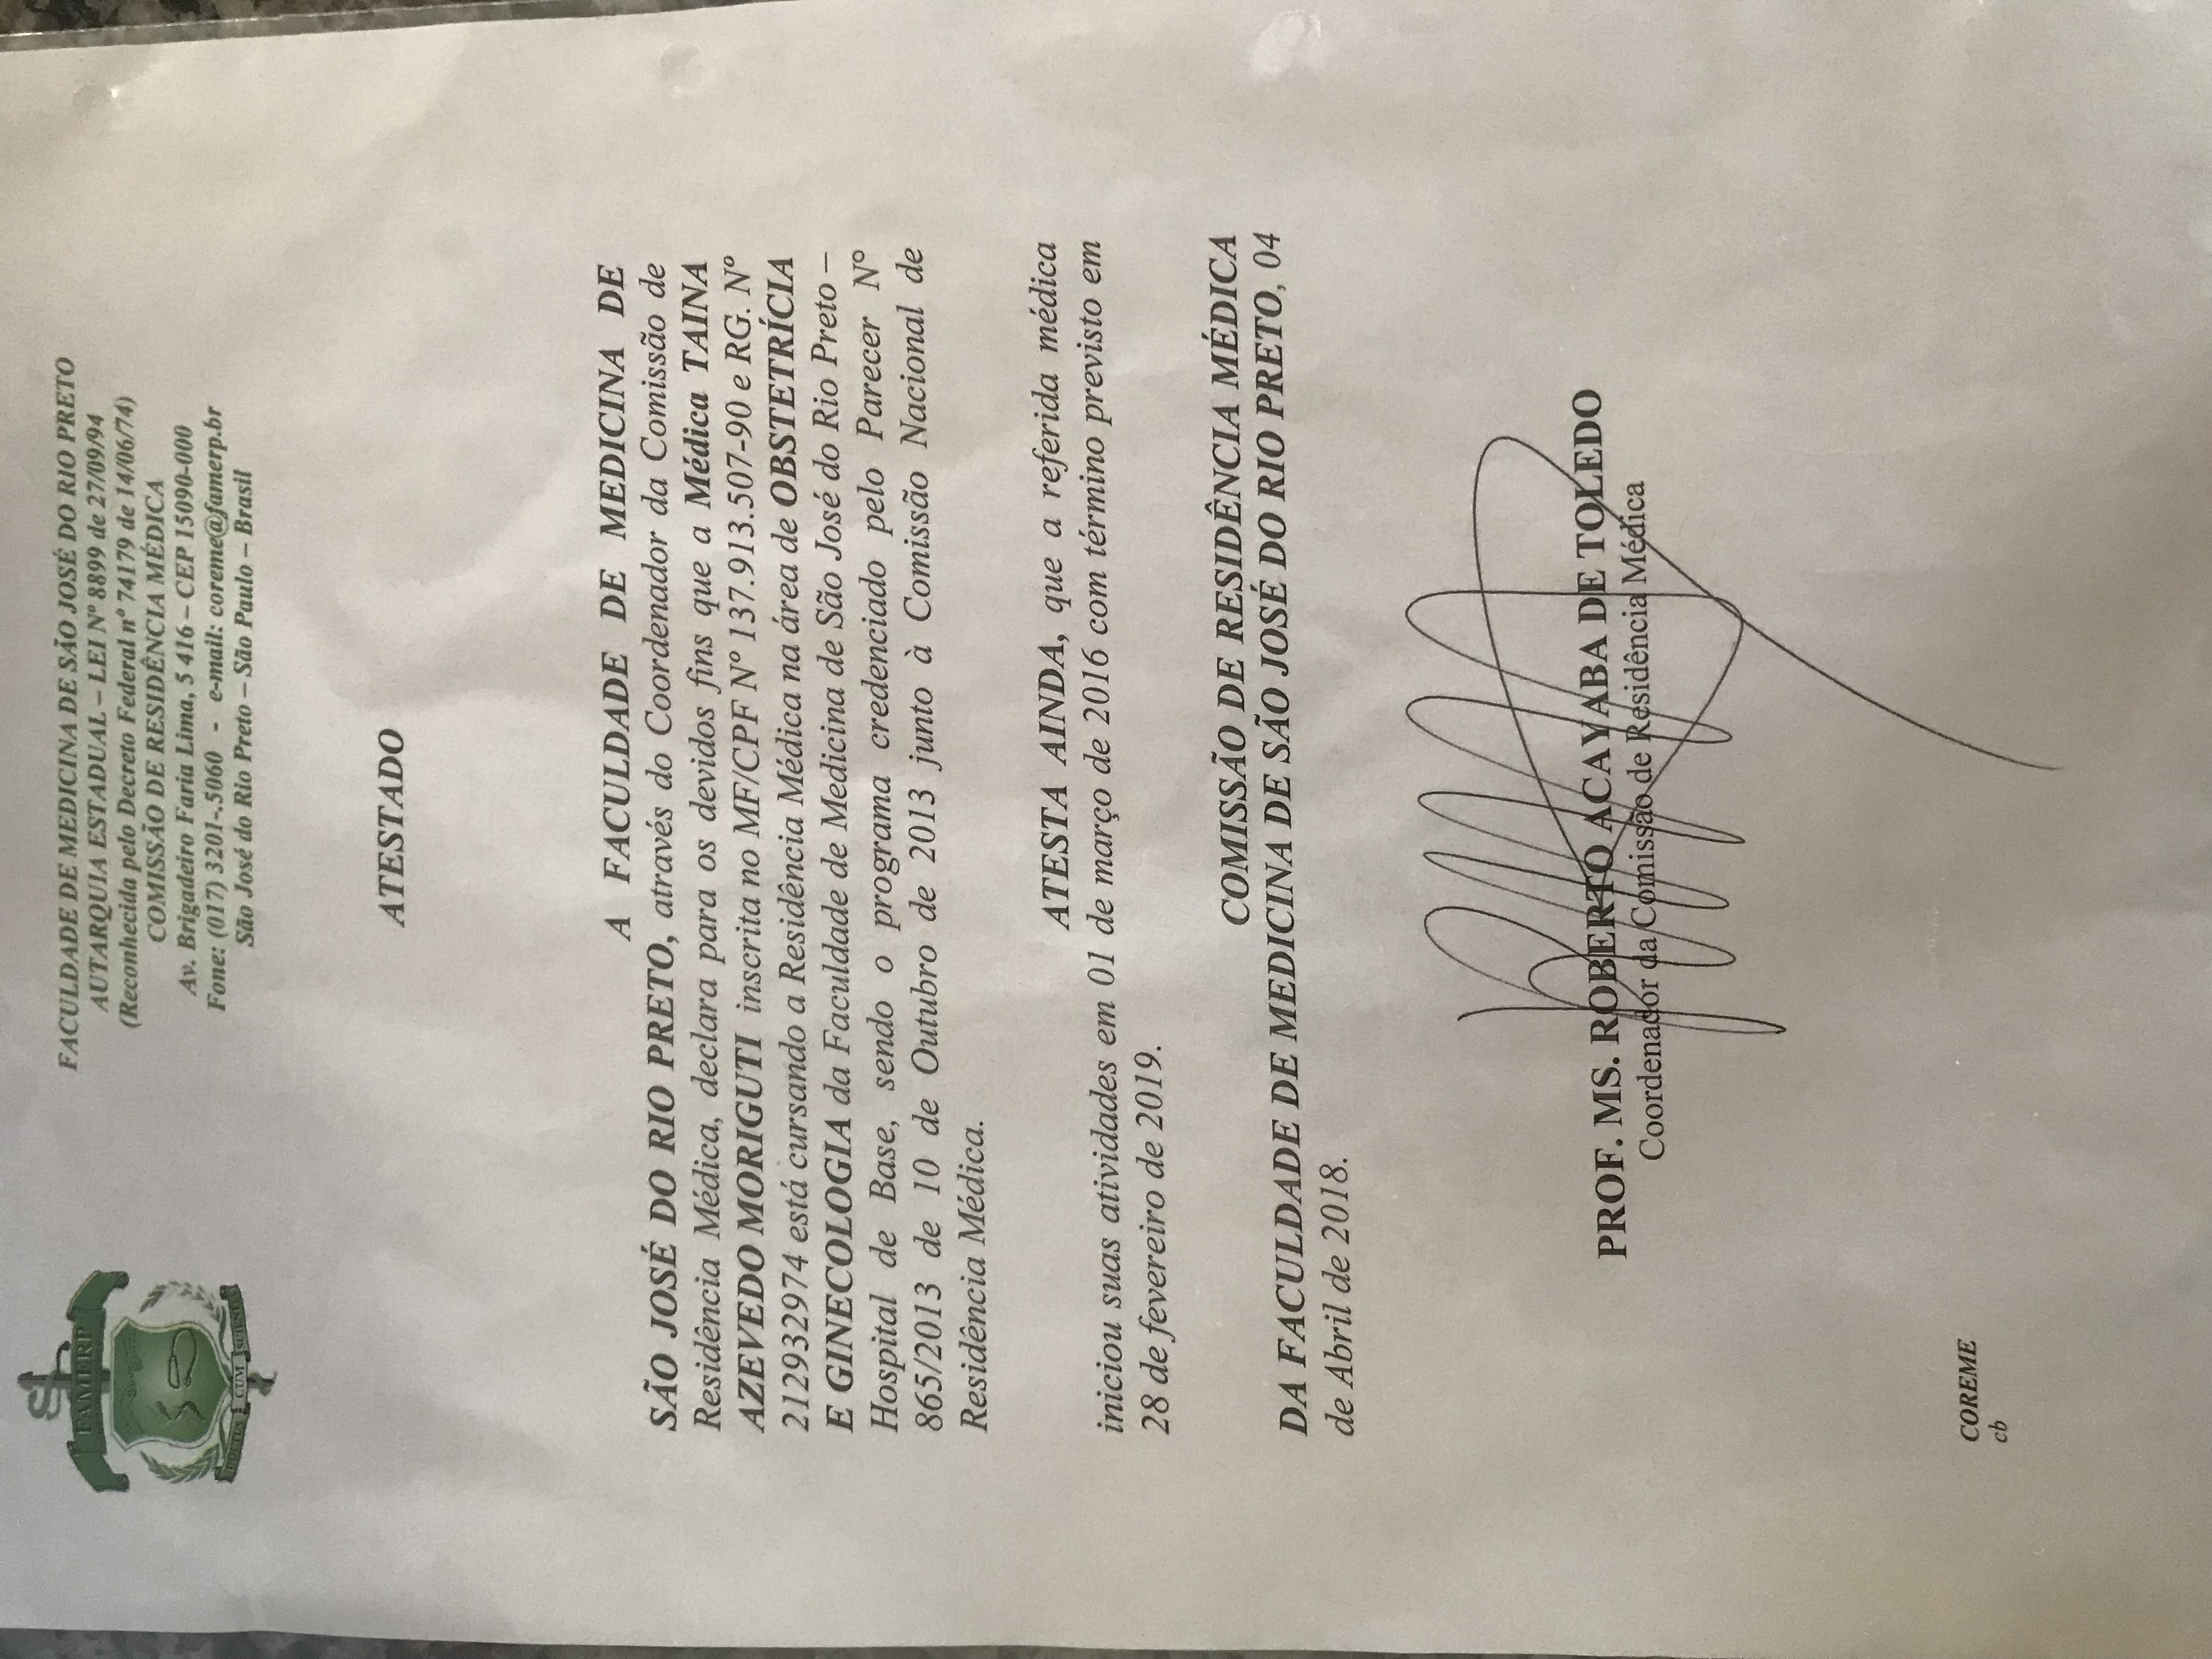 FAMERP
DOCTOS CUM SCIENCIA
FACULDADE DE MEDICINA DE SÃO JOSÉ DO RIO PRETO
AUTARQUIA ESTADUAL – LEI Nº 8899 de 27/09/94
(Reconhecida pelo Decreto Federal nº 74179 de 14/06/74)
COMISSÃO DE RESIDÊNCIA MÉDICA
Av. Brigadeiro Faria Lima, 5 416 – CEP 15090-000
Fone: (017) 3201-.5060 - e-mail: coreme@famerp.br
São José do Rio Preto – São Paulo – Brasil
ATESTADO
A FACULDADE DE MEDICINA DE
SÃO JOSÉ DO RIO PRETO, através do Coordenador da Comissão de
Residência Médica, declara para os devidos fins que a Médica TAINA
AZEVEDO MORIGUTI inscrita no MF/CPF Nº 137.913.507-90 e RG. Nº
212932974 está cursando a Residência Médica na área de OBSTETRÍCIA
E GINECOLOGIA da Faculdade de Medicina de São José do Rio Preto –
Hospital de Base, sendo o programa credenciado pelo Parecer Nº
865/2013 de 10 de Outubro de 2013 junto à Comissão Nacional de
Residência Médica.
ATESTA AINDA, que a referida médica
iniciou suas atividades em 01 de março de 2016 com término previsto em
28 de fevereiro de 2019.
COMISSÃO DE RESIDÊNCIA MÉDICA
DA FACULDADE DE MEDICINA DE SÃO JOSÉ DO RIO PRETO, 04
de Abril de 2018.
PROF. MS. ROBERTO ACAYABA DE TOLEDO
Coordenador da Comissão de Residência Médica
COREME
cb